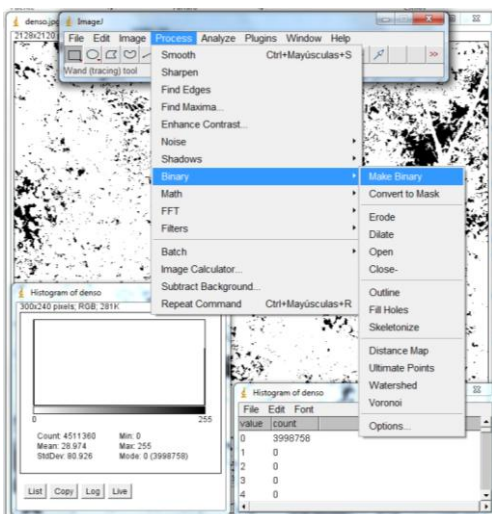 denso.jpg
2128x2120;
ImageJ
File Edit Image Process Analyze Plugins Window Help
>>
Wand (tracing) tool
Smooth Ctrl+Mayúsculas+S
Sharpen
Find Edges
Find Maxima...
Enhance Contrast...
Noise
Shadows
Binary
Math
FFT
Filters
Batch
Image Calculator...
Subtract Background...
Repeat Command Ctrl+Mayúsculas+R
Make Binary
Convert to Mask
Erode
Dilate
Open
Close-
Outline
Fill Holes
Skeletonize
Distance Map
Ultimate Points
Watershed
Voronoi
Options...
Histogram of denso
300x240 pixels; RGB; 281K
0 255
Count: 4511360 Min: 0
Mean: 28.974 Max: 255
StdDev: 80.926 Mode: 0 (3998758)
List Copy Log Live
Histogram of denso
File Edit Font
value count
0 3998758
1 0
2 0
3 0
4 0